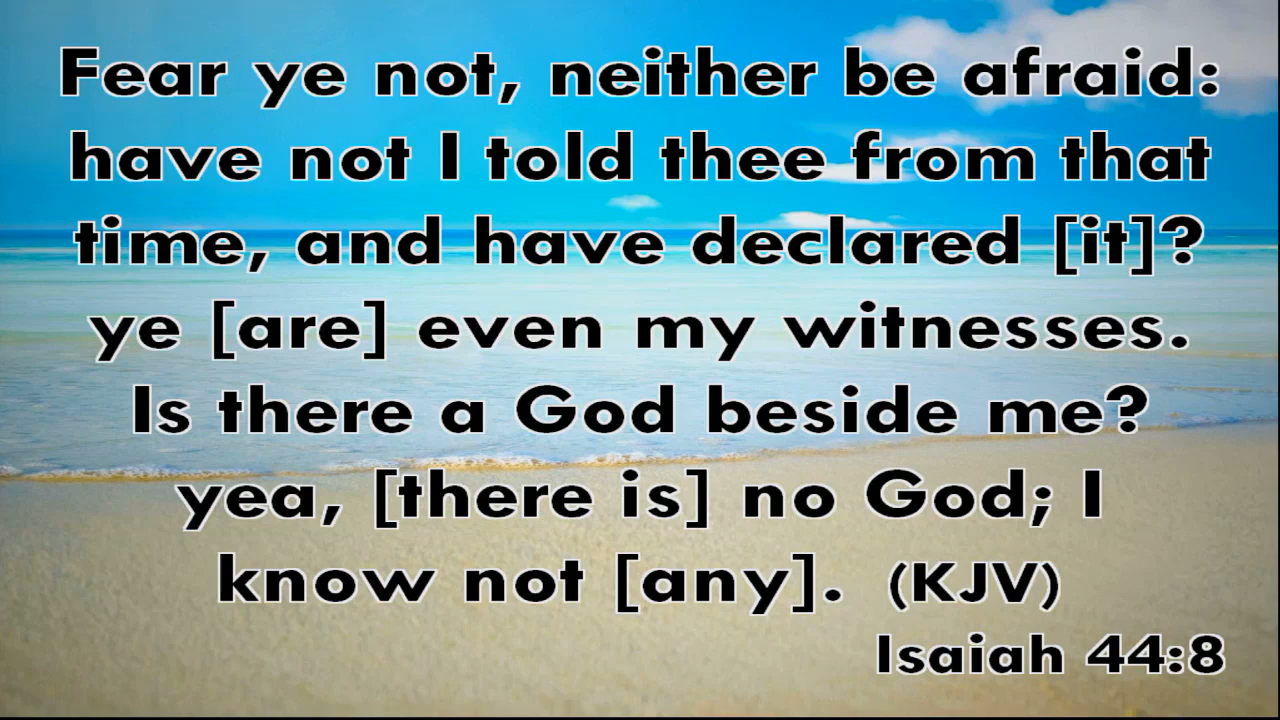 Fear ye not, neither be afraid:
have not I told thee from that
time, and have declared [it]?
ye [are] even my witnesses.
Is there a God beside me?
yea, [there is] no God; I
know not [any]. (KJV)
Isaiah 44:8